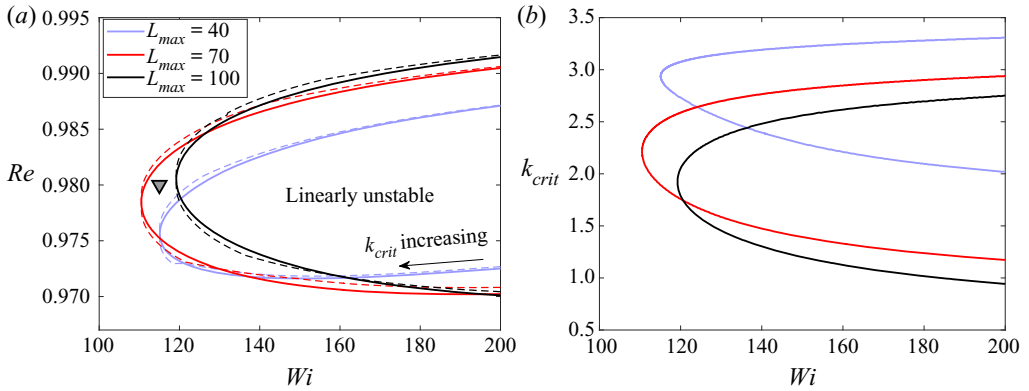 (a)
0.995
0.990
0.985
0.980
0.975
0.970
Re
L_max = 40
L_max = 70
L_max = 100
Linearly unstable
k_crit increasing
100 120 140 160 180 200
Wi
(b)
3.5
3.0
2.5
2.0
1.5
1.0
0.5
k_crit
100 120 140 160 180 200
Wi